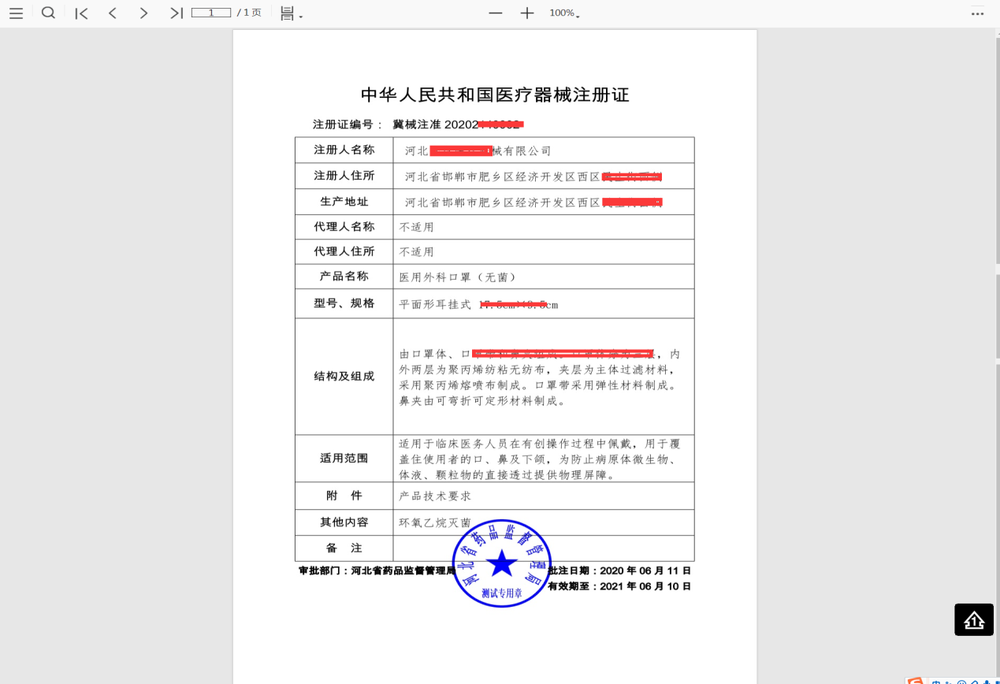 1 / 1 页
100%
中华人民共和国医疗器械注册证
注册证编号： 冀械注准 20202
注册人名称 河北 械有限公司
注册人住所 河北省邯郸市肥乡区经济开发区西区
生产地址 河北省邯郸市肥乡区经济开发区西区
代理人名称 不适用
代理人住所 不适用
产品名称 医用外科口罩（无菌）
型号、规格 平面形耳挂式 17.5cm×9.5cm
结构及组成
由口罩体、口 层，内
外两层为聚丙烯纺粘无纺布，夹层为主体过滤材料，
采用聚丙烯熔喷布制成。口罩带采用弹性材料制成。
鼻夹由可弯折可定形材料制成。
适用范围
适用于临床医务人员在有创操作过程中佩戴，用于覆
盖住使用者的口、鼻及下颌，为防止病原体微生物、
体液、颗粒物的直接透过提供物理屏障。
附 件 产品技术要求
其他内容 环氧乙烷灭菌
备 注
审批部门：河北省药品监督管理局 批注日期：2020 年 06 月 11 日
有效期至：2021 年 06 月 10 日
河北省药品监督管理局
测试专用章